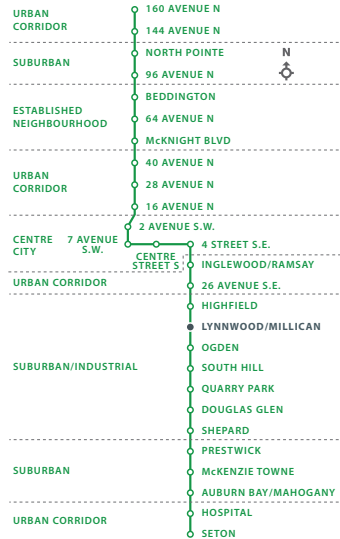 URBAN
CORRIDOR
160 AVENUE N
144 AVENUE N
SUBURBAN
NORTH POINTE
96 AVENUE N
N
ESTABLISHED
NEIGHBOURHOOD
BEDDINGTON
64 AVENUE N
McKNIGHT BLVD
URBAN
CORRIDOR
40 AVENUE N
28 AVENUE N
16 AVENUE N
CENTRE
CITY
2 AVENUE S.W.
7 AVENUE
S.W.
CENTRE
STREET S
4 STREET S.E.
URBAN CORRIDOR
INGLEWOOD/RAMSAY
26 AVENUE S.E.
SUBURBAN/INDUSTRIAL
HIGHFIELD
LYNNWOOD/MILLICAN
OGDEN
SOUTH HILL
QUARRY PARK
DOUGLAS GLEN
SHEPARD
SUBURBAN
PRESTWICK
McKENZIE TOWNE
AUBURN BAY/MAHOGANY
URBAN CORRIDOR
HOSPITAL
SETON